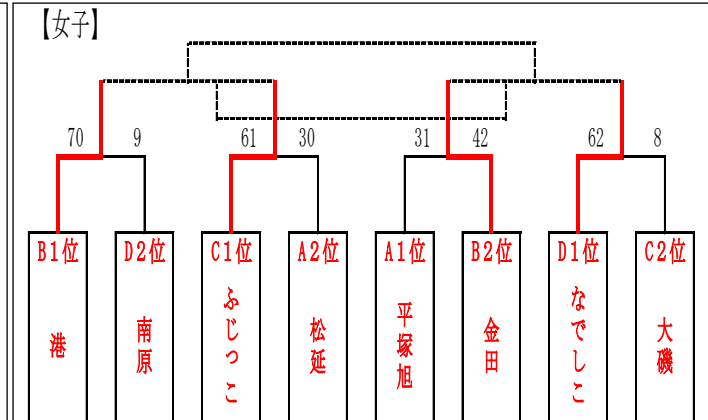 【女子】
70 9 61 30 31 42 62 8
B1位 D2位 C1位 A2位 A1位 B2位 D1位 C2位
港 南原 ふじっこ 松延 平塚旭 金田 なでしこ 大磯